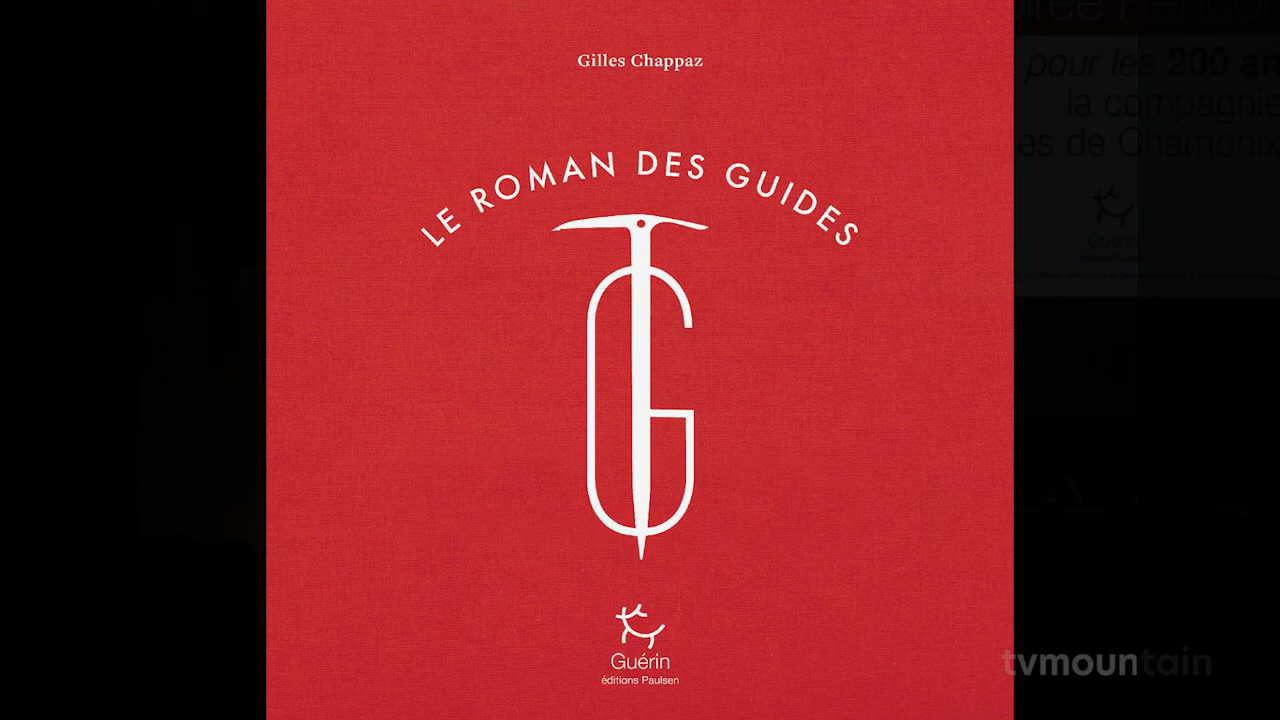 Gilles Chappaz
LE ROMAN DES GUIDES
G
Guérin
éditions Paulsen
pour les 200 an
la compagnie
es de Chamonix
Guérin
tvmountain